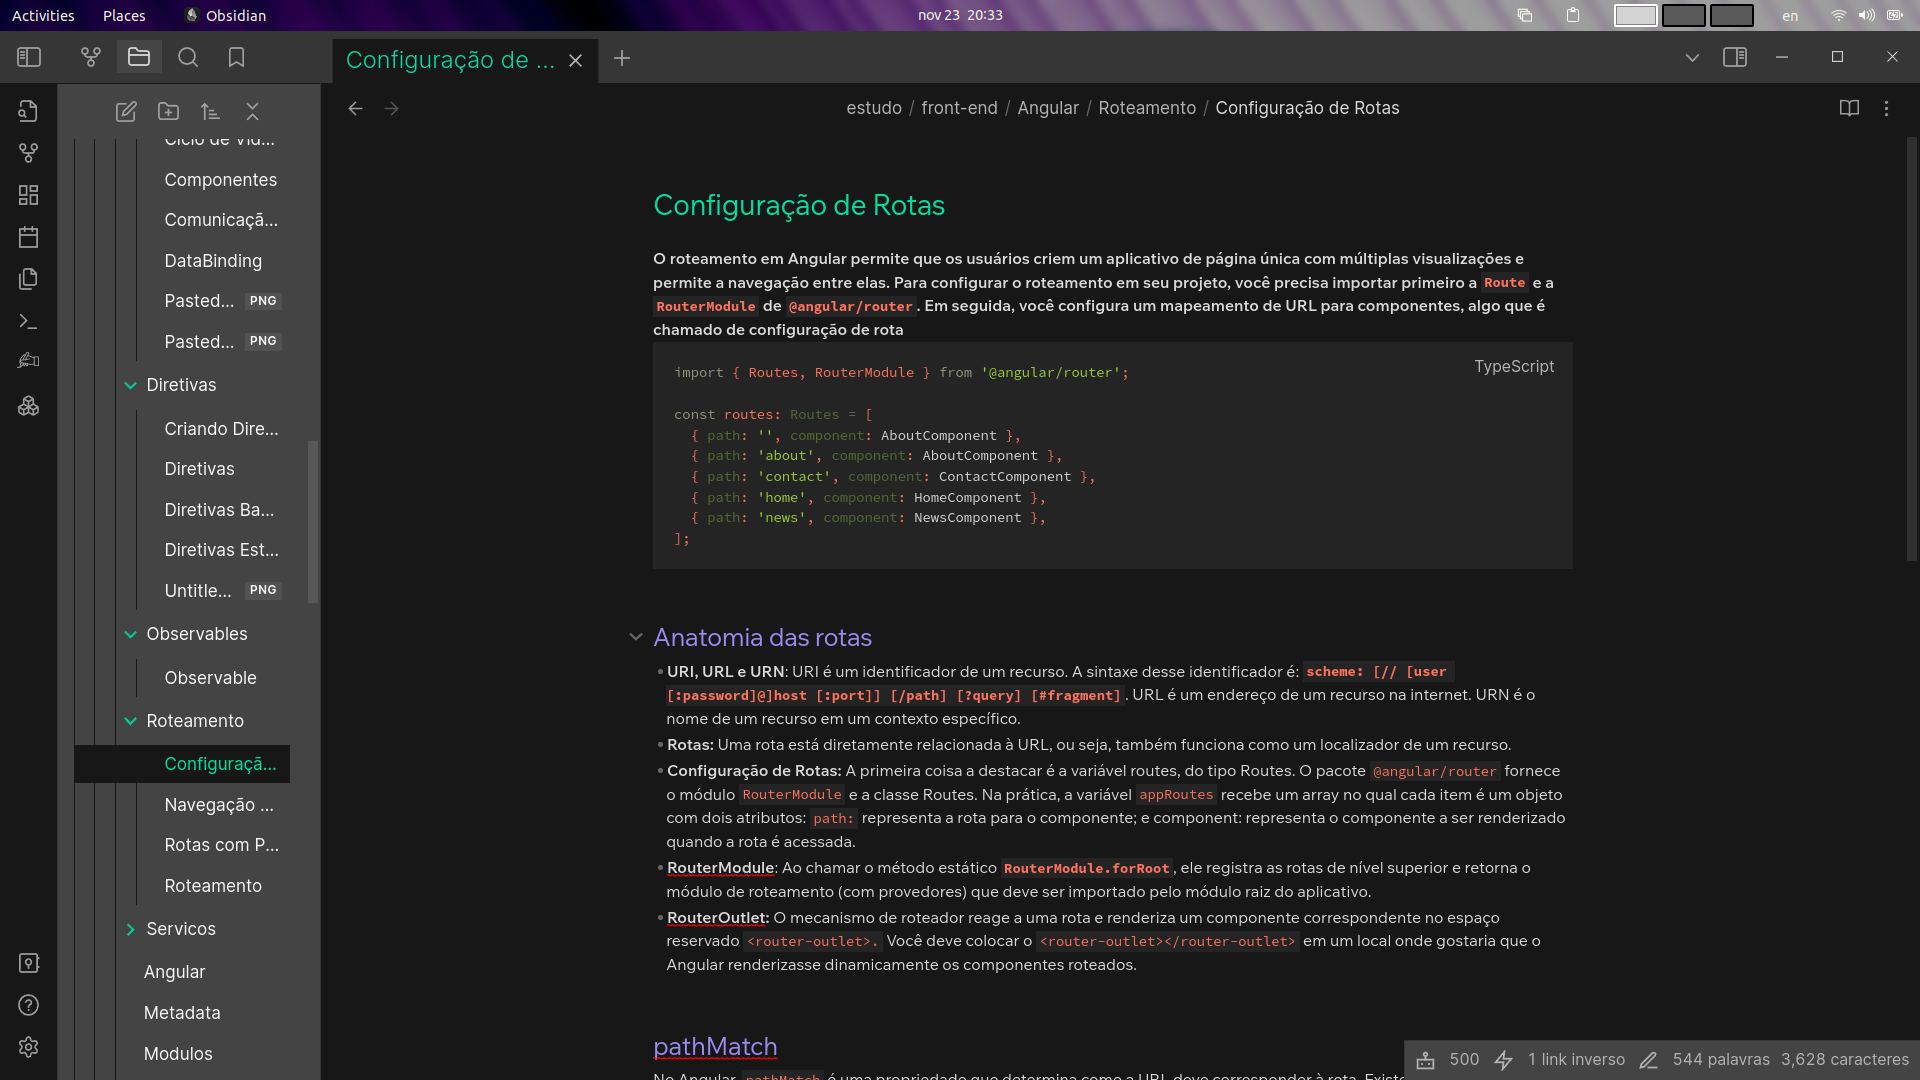 Activities Places Obsidian nov 23 20:33 en
Configuração de ...
estudo / front-end / Angular / Roteamento / Configuração de Rotas
Componentes
Comunicaçã...
DataBinding
Pasted... PNG
Pasted... PNG
Diretivas
Criando Dire...
Diretivas
Diretivas Ba...
Diretivas Est...
Untitle... PNG
Observables
Observable
Roteamento
Configuraçã...
Navegação ...
Rotas com P...
Roteamento
Servicos
Angular
Metadata
Modulos
Configuração de Rotas
O roteamento em Angular permite que os usuários criem um aplicativo de página única com múltiplas visualizações e
permite a navegação entre elas. Para configurar o roteamento em seu projeto, você precisa importar primeiro a Route e a
RouterModule de @angular/router. Em seguida, você configura um mapeamento de URL para componentes, algo que é
chamado de configuração de rota
TypeScript
import { Routes, RouterModule } from '@angular/router';
const routes: Routes = [
{ path: '', component: AboutComponent },
{ path: 'about', component: AboutComponent },
{ path: 'contact', component: ContactComponent },
{ path: 'home', component: HomeComponent },
{ path: 'news', component: NewsComponent },
];
Anatomia das rotas
• URI, URL e URN: URI é um identificador de um recurso. A sintaxe desse identificador é: scheme: [// [user
[:password]@]host [:port]] [/path] [?query] [#fragment]. URL é um endereço de um recurso na internet. URN é o
nome de um recurso em um contexto específico.
• Rotas: Uma rota está diretamente relacionada à URL, ou seja, também funciona como um localizador de um recurso.
• Configuração de Rotas: A primeira coisa a destacar é a variável routes, do tipo Routes. O pacote @angular/router fornece
o módulo RouterModule e a classe Routes. Na prática, a variável appRoutes recebe um array no qual cada item é um objeto
com dois atributos: path: representa a rota para o componente; e component: representa o componente a ser renderizado
quando a rota é acessada.
• RouterModule: Ao chamar o método estático RouterModule.forRoot, ele registra as rotas de nível superior e retorna o
módulo de roteamento (com provedores) que deve ser importado pelo módulo raiz do aplicativo.
• RouterOutlet: O mecanismo de roteador reage a uma rota e renderiza um componente correspondente no espaço
reservado <router-outlet>. Você deve colocar o <router-outlet></router-outlet> em um local onde gostaria que o
Angular renderizasse dinamicamente os componentes roteados.
pathMatch
No Angular, pathMatch é uma propriedade que determina como a URL deve corresponder à rota.
500 1 link inverso 544 palavras 3,628 caracteres